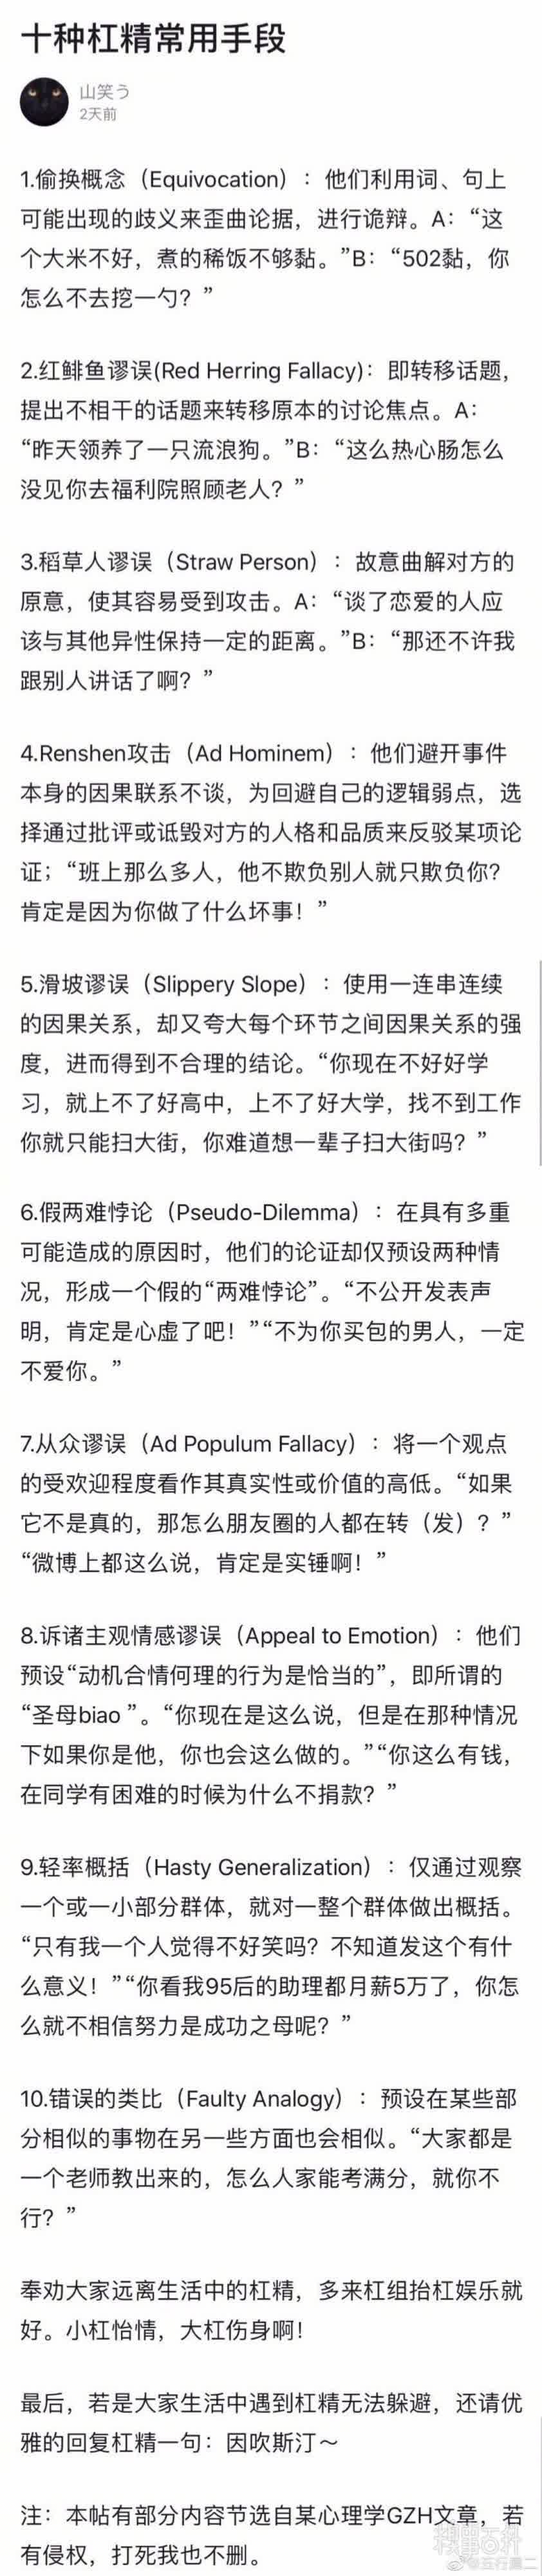 十种杠精常用手段
山笑う
2天前
1.偷换概念（Equivocation）：他们利用词、句上
可能出现的歧义来歪曲论据，进行诡辩。A：“这
个大米不好，煮的稀饭不够黏。”B：“502黏，你
怎么不去挖一勺？”
2.红鲱鱼谬误(Red Herring Fallacy)：即转移话题，
提出不相干的话题来转移原本的讨论焦点。A：
“昨天领养了一只流浪狗。”B：“这么热心肠怎么
没见你去福利院照顾老人？”
3.稻草人谬误（Straw Person）：故意曲解对方的
原意，使其容易受到攻击。A：“谈了恋爱的人应
该与其他异性保持一定的距离。”B：“那还不许我
跟别人讲话了啊？”
4.Renshen攻击（Ad Hominem）：他们避开事件
本身的因果联系不谈，为回避自己的逻辑弱点，选
择通过批评或诋毁对方的人格和品质来反驳某项论
证；“班上那么多人，他不欺负别人就只欺负你？
肯定是因为你做了什么坏事！”
5.滑坡谬误（Slippery Slope）：使用一连串连续
的因果关系，却又夸大每个环节之间因果关系的强
度，进而得到不合理的结论。“你现在不好好学
习，就上不了好高中，上不了好大学，找不到工作
你就只能扫大街，你难道想一辈子扫大街吗？”
6.假两难悖论（Pseudo-Dilemma）：在具有多重
可能造成的原因时，他们的论证却仅预设两种情
况，形成一个假的“两难悖论”。“不公开发表声
明，肯定是心虚了吧！”“不为你买包的男人，一定
不爱你。”
7.从众谬误（Ad Populum Fallacy）：将一个观点
的受欢迎程度看作其真实性或价值的高低。“如果
它不是真的，那怎么朋友圈的人都在转（发）？”
“微博上都这么说，肯定是实锤啊！”
8.诉诸主观情感谬误（Appeal to Emotion）：他们
预设“动机合情何理的行为是恰当的”，即所谓的
“圣母biao ”。“你现在是这么说，但是在那种情况
下如果你是他，你也会这么做的。”“你这么有钱，
在同学有困难的时候为什么不捐款？”
9.轻率概括（Hasty Generalization）：仅通过观察
一个或一小部分群体，就对一整个群体做出概括。
“只有我一个人觉得不好笑吗？不知道发这个有什
么意义！”“你看我95后的助理都月薪5万了，你怎
么就不相信努力是成功之母呢？”
10.错误的类比（Faulty Analogy）：预设在某些部
分相似的事物在另一些方面也会相似。“大家都是
一个老师教出来的，怎么人家能考满分，就你不
行？”
奉劝大家远离生活中的杠精，多来杠组抬杠娱乐就
好。小杠怡情，大杠伤身啊！
最后，若是大家生活中遇到杠精无法躲避，还请优
雅的回复杠精一句：因吹斯汀～
注：本帖有部分内容节选自某心理学GZH文章，若
有侵权，打死我也不删。